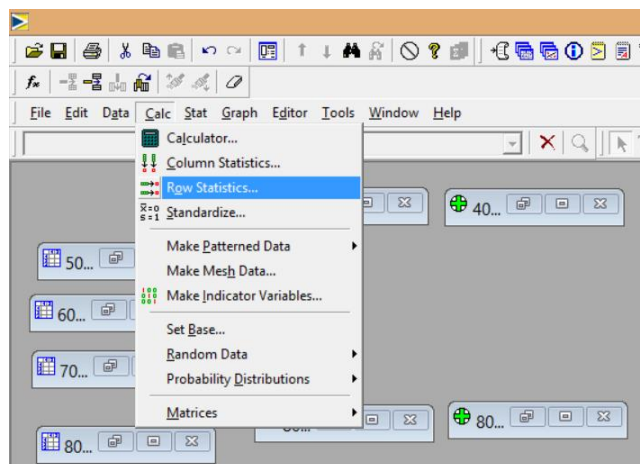 File Edit Data Calc Stat Graph Editor Tools Window Help
Calculator...
Column Statistics...
Row Statistics...
Standardize...
Make Patterned Data
Make Mesh Data...
Make Indicator Variables...
Set Base...
Random Data
Probability Distributions
Matrices
40...
50...
60...
70...
80...
80...